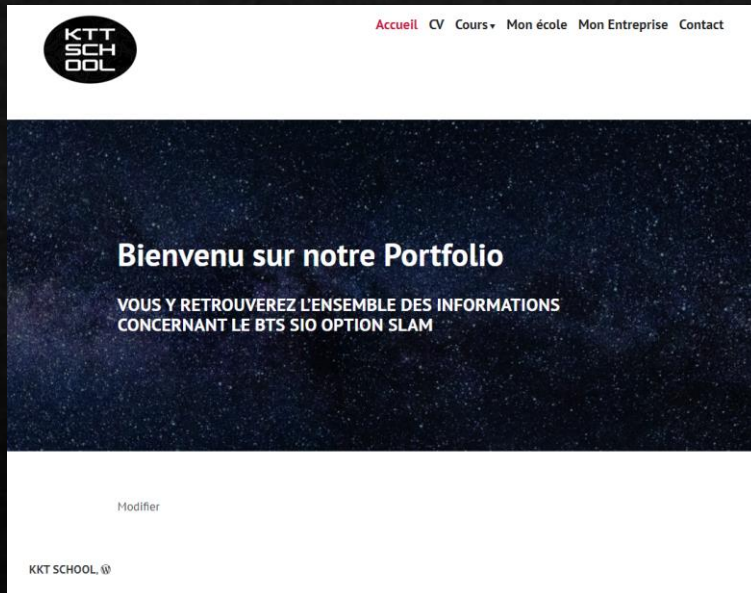 KTT
SCH
OOL
Accueil CV Cours▾ Mon école Mon Entreprise Contact
Bienvenu sur notre Portfolio
VOUS Y RETROUVEREZ L'ENSEMBLE DES INFORMATIONS
CONCERNANT LE BTS SIO OPTION SLAM
Modifier
KKT SCHOOL,